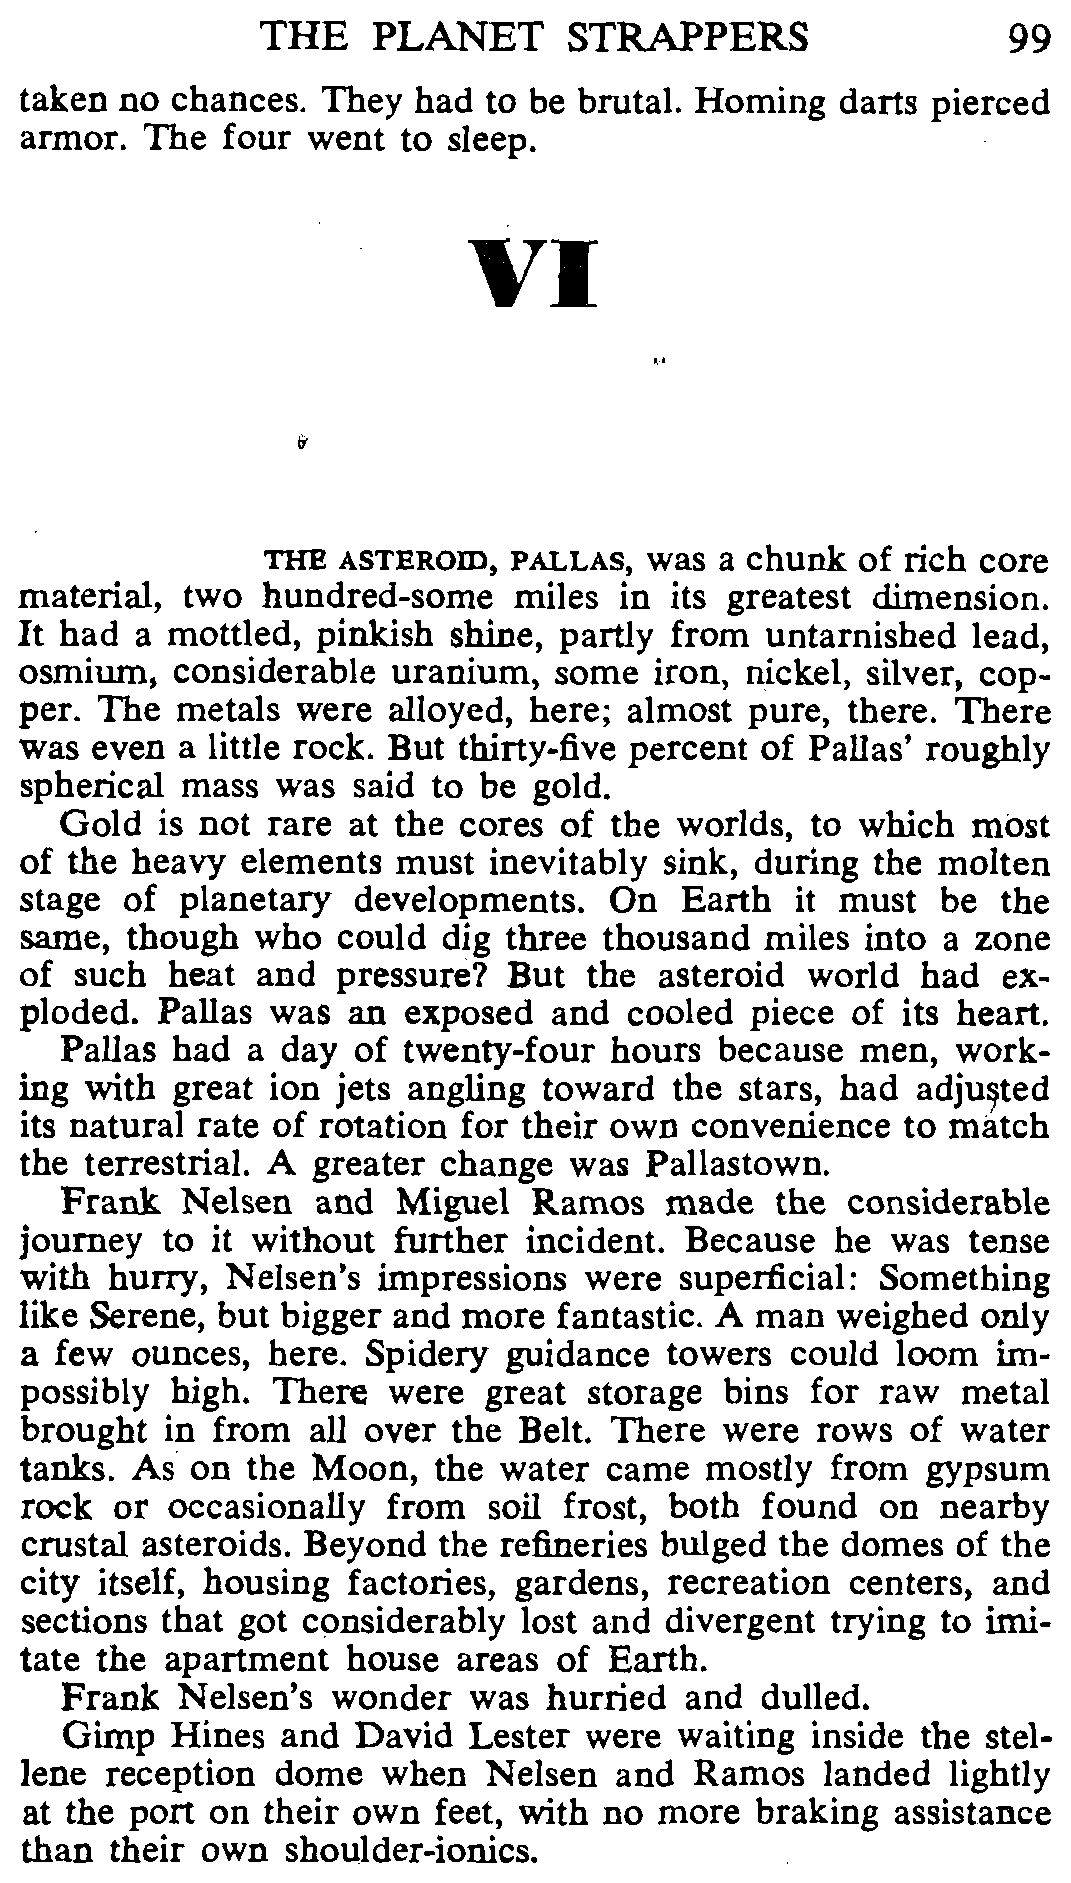 THE PLANET STRAPPERS 99
taken no chances. They had to be brutal. Homing darts pierced
armor. The four went to sleep.
VI
THE ASTEROID, PALLAS, was a chunk of rich core
material, two hundred-some miles in its greatest dimension.
It had a mottled, pinkish shine, partly from untarnished lead,
osmium, considerable uranium, some iron, nickel, silver, cop-
per. The metals were alloyed, here; almost pure, there. There
was even a little rock. But thirty-five percent of Pallas' roughly
spherical mass was said to be gold.
Gold is not rare at the cores of the worlds, to which most
of the heavy elements must inevitably sink, during the molten
stage of planetary developments. On Earth it must be the
same, though who could dig three thousand miles into a zone
of such heat and pressure? But the asteroid world had ex-
ploded. Pallas was an exposed and cooled piece of its heart.
Pallas had a day of twenty-four hours because men, work-
ing with great ion jets angling toward the stars, had adjusted
its natural rate of rotation for their own convenience to match
the terrestrial. A greater change was Pallastown.
Frank Nelsen and Miguel Ramos made the considerable
journey to it without further incident. Because he was tense
with hurry, Nelsen's impressions were superficial: Something
like Serene, but bigger and more fantastic. A man weighed only
a few ounces, here. Spidery guidance towers could loom im-
possibly high. There were great storage bins for raw metal
brought in from all over the Belt. There were rows of water
tanks. As on the Moon, the water came mostly from gypsum
rock or occasionally from soil frost, both found on nearby
crustal asteroids. Beyond the refineries bulged the domes of the
city itself, housing factories, gardens, recreation centers, and
sections that got considerably lost and divergent trying to imi-
tate the apartment house areas of Earth.
Frank Nelsen's wonder was hurried and dulled.
Gimp Hines and David Lester were waiting inside the stel-
lene reception dome when Nelsen and Ramos landed lightly
at the port on their own feet, with no more braking assistance
than their own shoulder-ionics.